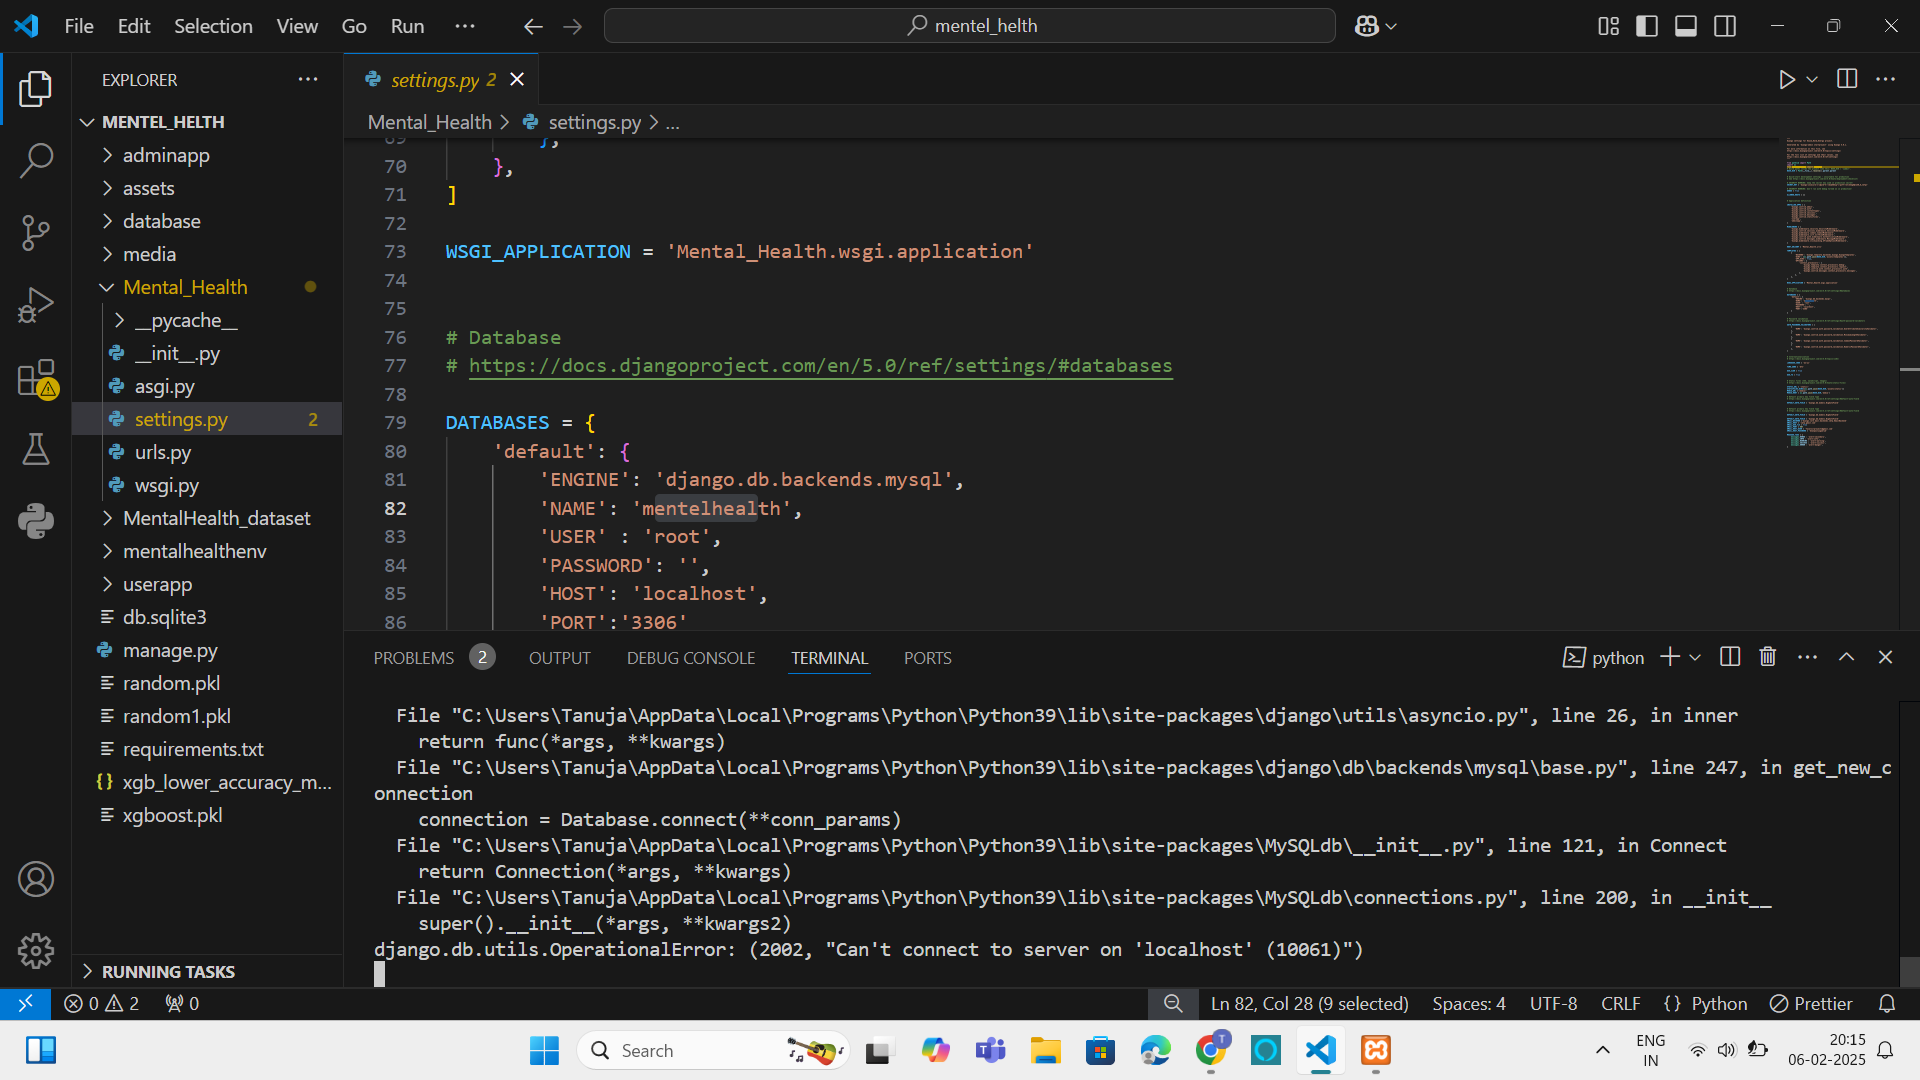 File Edit Selection View Go Run ···
mentel_helth
EXPLORER
MENTEL_HELTH
adminapp
assets
database
media
Mental_Health
__pycache__
__init__.py
asgi.py
settings.py 2
urls.py
wsgi.py
MentalHealth_dataset
mentalhealthenv
userapp
db.sqlite3
manage.py
random.pkl
random1.pkl
requirements.txt
{} xgb_lower_accuracy_m...
xgboost.pkl
RUNNING TASKS
settings.py 2
Mental_Health > settings.py > ...
69 },
70 },
71 ]
72
73 WSGI_APPLICATION = 'Mental_Health.wsgi.application'
74
75
76 # Database
77 # https://docs.djangoproject.com/en/5.0/ref/settings/#databases
78
79 DATABASES = {
80 'default': {
81 'ENGINE': 'django.db.backends.mysql',
82 'NAME': 'mentelhealth',
83 'USER' : 'root',
84 'PASSWORD': '',
85 'HOST': 'localhost',
86 'PORT':'3306'
PROBLEMS 2 OUTPUT DEBUG CONSOLE TERMINAL PORTS
python
File "C:\Users\Tanuja\AppData\Local\Programs\Python\Python39\lib\site-packages\django\utils\asyncio.py", line 26, in inner
return func(*args, **kwargs)
File "C:\Users\Tanuja\AppData\Local\Programs\Python\Python39\lib\site-packages\django\db\backends\mysql\base.py", line 247, in get_new_c
onnection
connection = Database.connect(**conn_params)
File "C:\Users\Tanuja\AppData\Local\Programs\Python\Python39\lib\site-packages\MySQLdb\__init__.py", line 121, in Connect
return Connection(*args, **kwargs)
File "C:\Users\Tanuja\AppData\Local\Programs\Python\Python39\lib\site-packages\MySQLdb\connections.py", line 200, in __init__
super().__init__(*args, **kwargs2)
django.db.utils.OperationalError: (2002, "Can't connect to server on 'localhost' (10061)")
0 2 0
Ln 82, Col 28 (9 selected) Spaces: 4 UTF-8 CRLF {} Python Prettier
Search
T
ENG
IN
20:15
06-02-2025